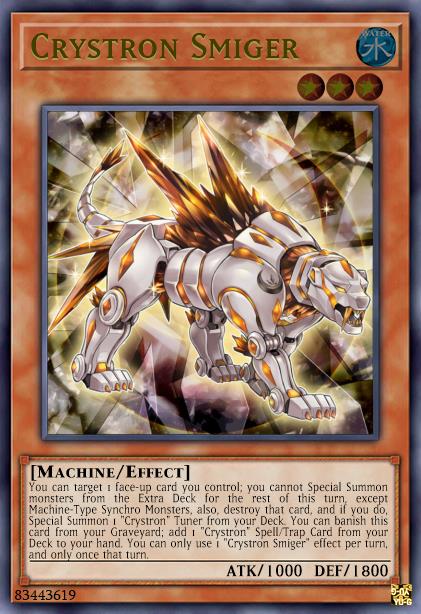 Crystron Smiger
WATER
水
[Machine/Effect]
You can target 1 face-up card you control; you cannot Special Summon
monsters from the Extra Deck for the rest of this turn, except
Machine-Type Synchro Monsters, also, destroy that card, and if you do,
Special Summon 1 "Crystron" Tuner from your Deck. You can banish
this card from your Graveyard; add 1 "Crystron" Spell/Trap Card from
your Deck to your hand. You can only use 1 "Crystron Smiger" effect per turn,
and only once that turn.
ATK/1000 DEF/1800
83443619